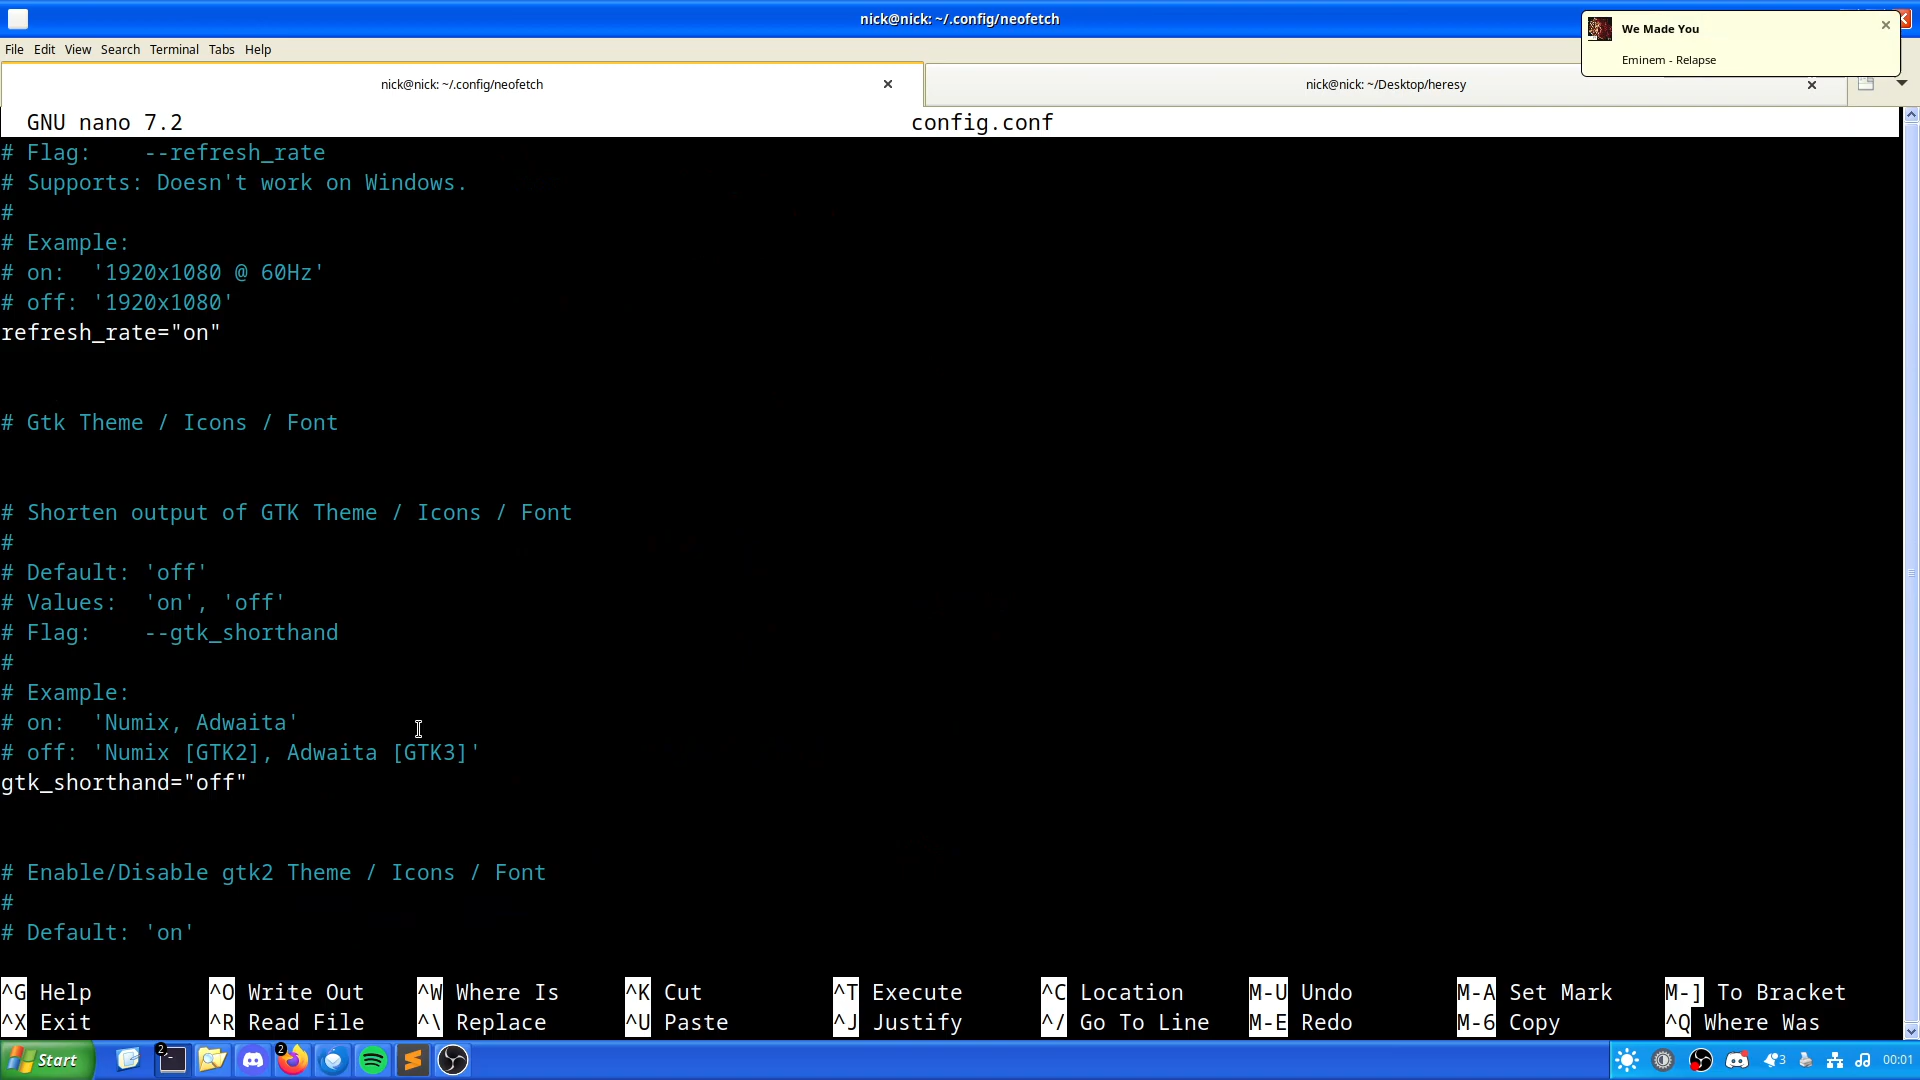 nick@nick: ~/.config/neofetch
We Made You
Eminem - Relapse
File Edit View Search Terminal Tabs Help
nick@nick: ~/.config/neofetch
nick@nick: ~/Desktop/heresy
GNU nano 7.2 config.conf
# Flag:    --refresh_rate
# Supports: Doesn't work on Windows.
#
# Example:
# on:  '1920x1080 @ 60Hz'
# off: '1920x1080'
refresh_rate="on"
# Gtk Theme / Icons / Font
# Shorten output of GTK Theme / Icons / Font
#
# Default: 'off'
# Values:  'on', 'off'
# Flag:    --gtk_shorthand
#
# Example:
# on:  'Numix, Adwaita'
# off: 'Numix [GTK2], Adwaita [GTK3]'
gtk_shorthand="off"
# Enable/Disable gtk2 Theme / Icons / Font
#
# Default: 'on'
^G Help ^O Write Out ^W Where Is ^K Cut ^T Execute ^C Location M-U Undo M-A Set Mark M-] To Bracket
^X Exit ^R Read File ^\ Replace ^U Paste ^J Justify ^/ Go To Line M-E Redo M-6 Copy ^Q Where Was
Start 2 2 3 00:01